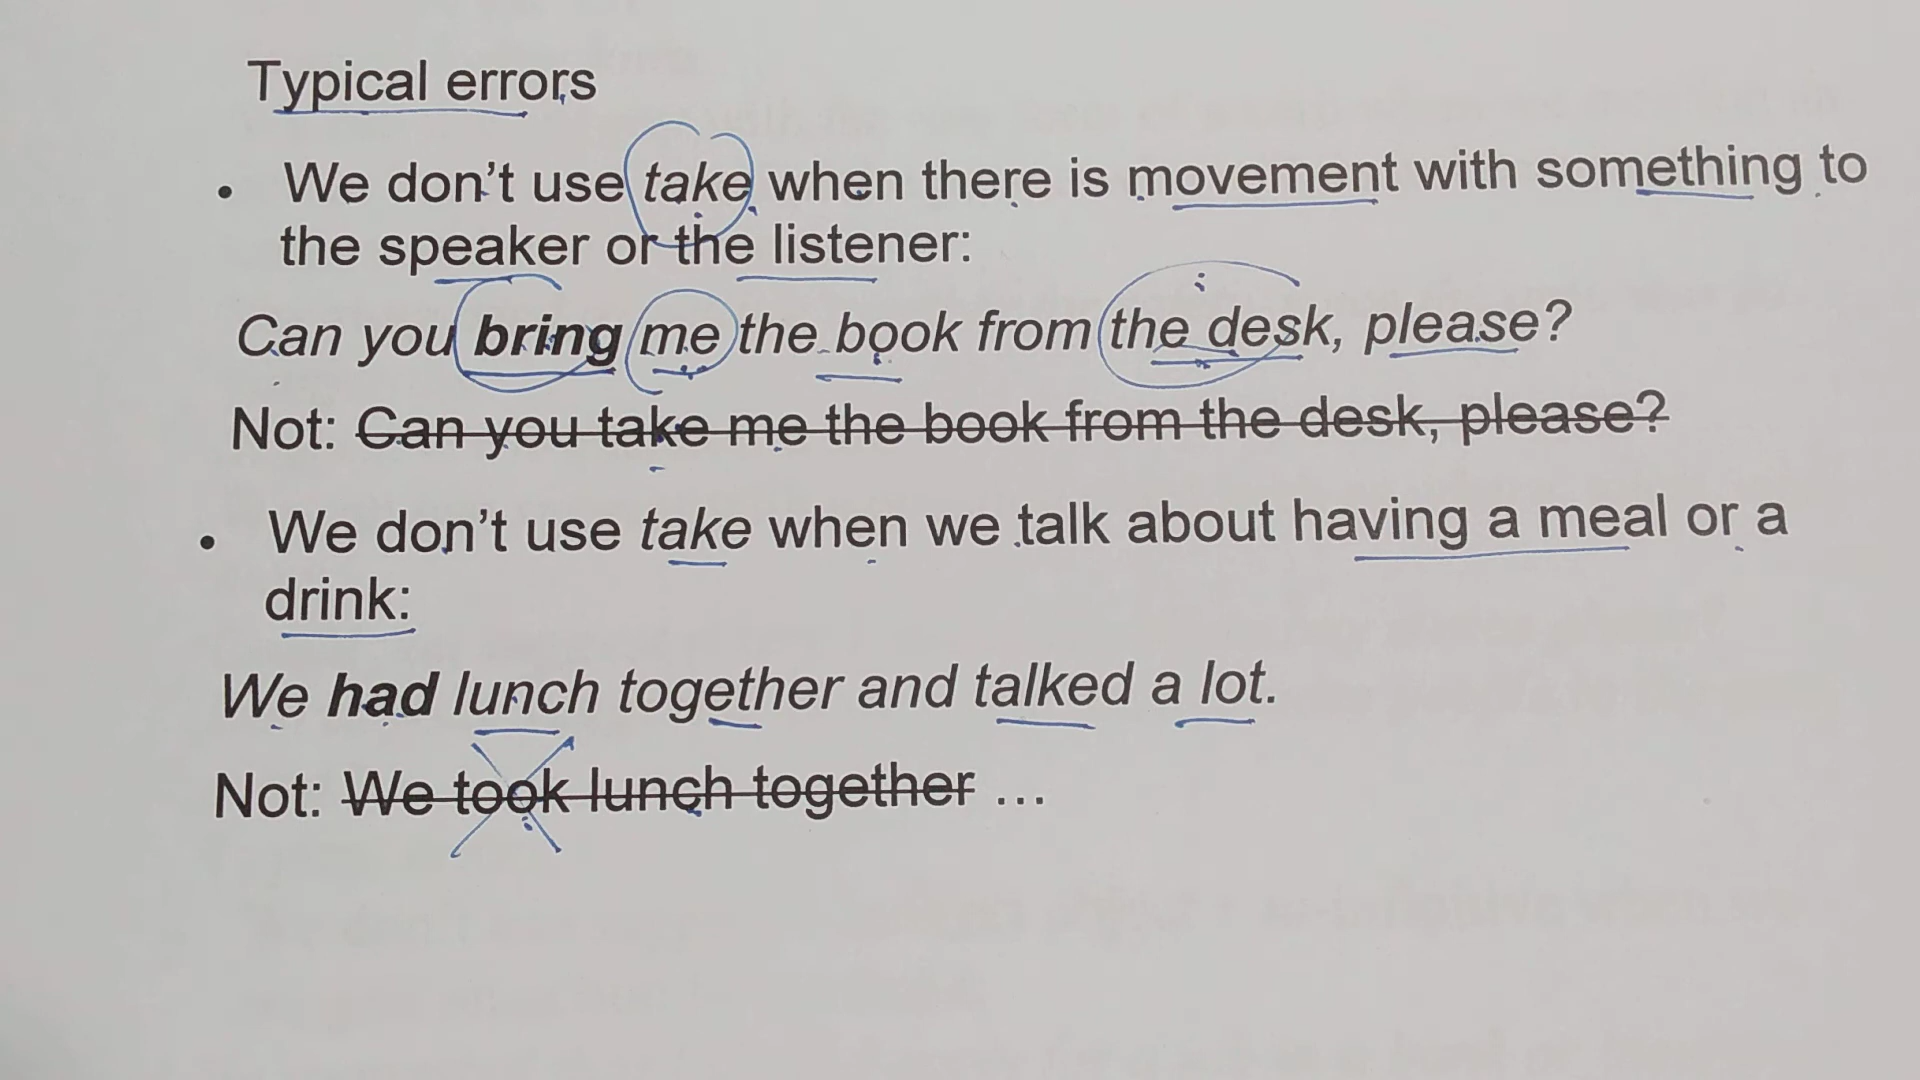 Typical errors
• We don't use take when there is movement with something to
the speaker or the listener:
Can you bring me the book from the desk, please?
Not: Can you take me the book from the desk, please?
• We don't use take when we talk about having a meal or a
drink:
We had lunch together and talked a lot.
Not: We took lunch together ...